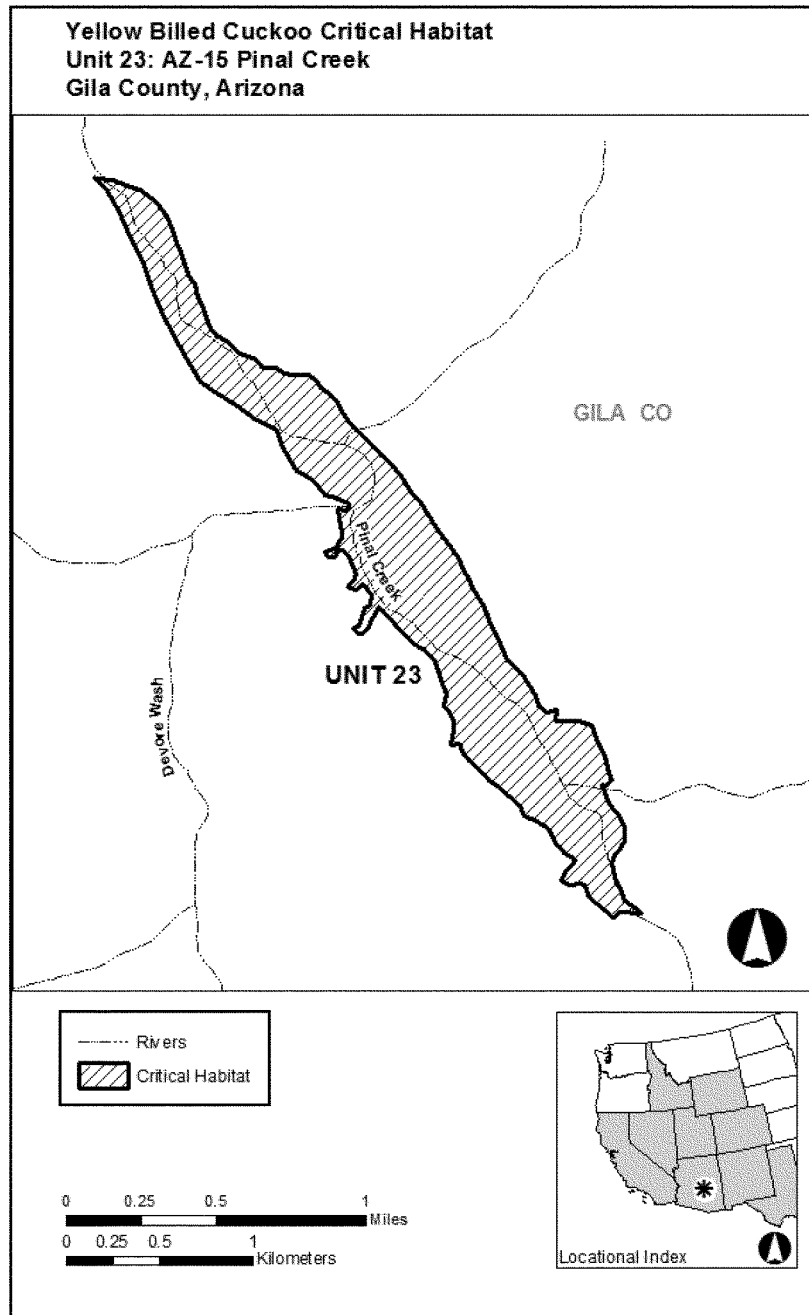 Yellow Billed Cuckoo Critical Habitat
Unit 23: AZ-15 Pinal Creek
Gila County, Arizona
GILA CO
Pinal Creek
UNIT 23
Devore Wash
Rivers
Critical Habitat
0 0.25 0.5 1
Miles
0 0.25 0.5 1
Kilometers
Locational Index